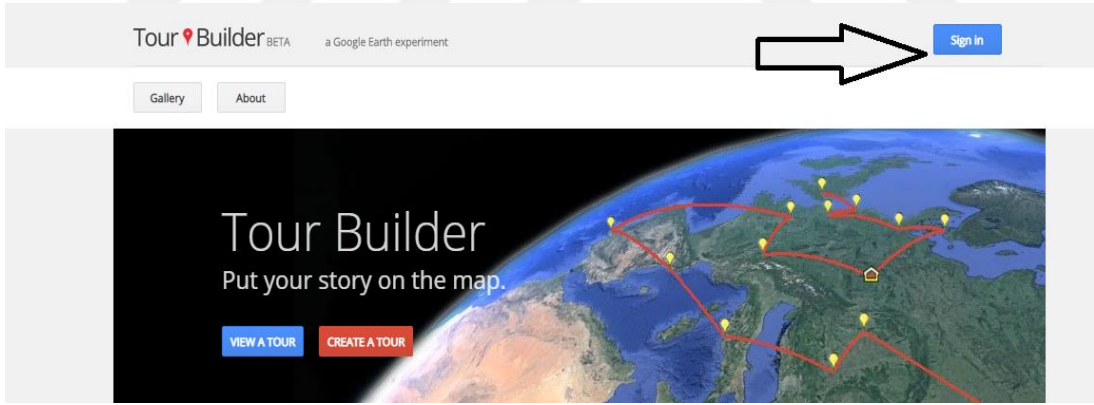 Tour Builder BETA a Google Earth experiment Sign in
Gallery About
Tour Builder
Put your story on the map.
VIEW A TOUR CREATE A TOUR